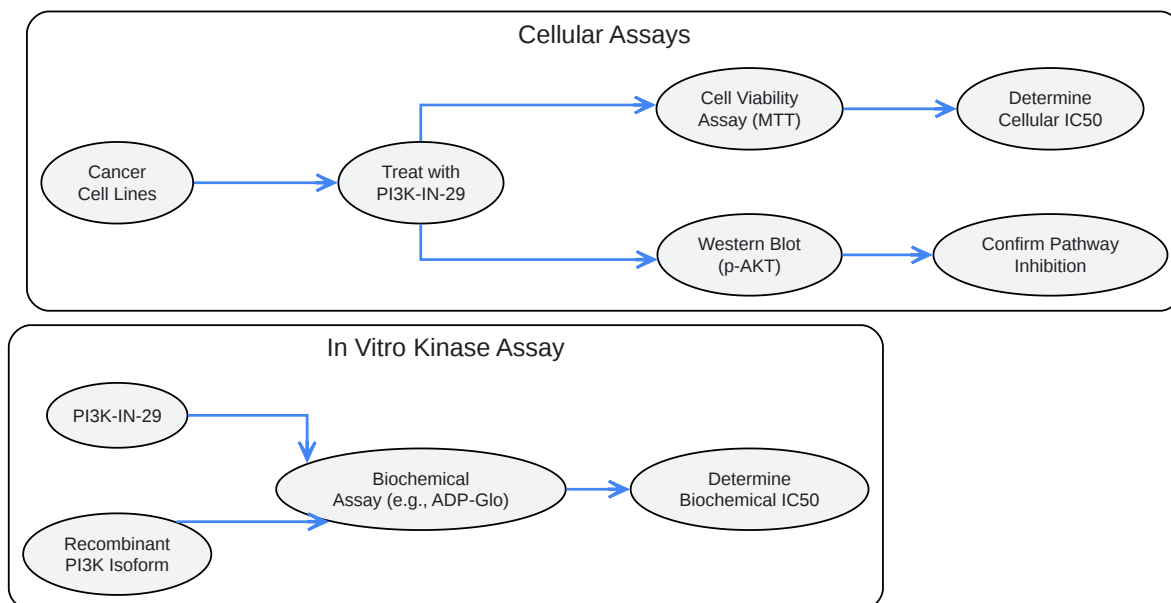 Cellular Assays
Cancer
Cell Lines
Treat with
PI3K-IN-29
Cell Viability
Assay (MTT)
Determine
Cellular IC50
Western Blot
(p-AKT)
Confirm Pathway
Inhibition
In Vitro Kinase Assay
PI3K-IN-29
Recombinant
PI3K Isoform
Biochemical
Assay (e.g., ADP-Glo)
Determine
Biochemical IC50